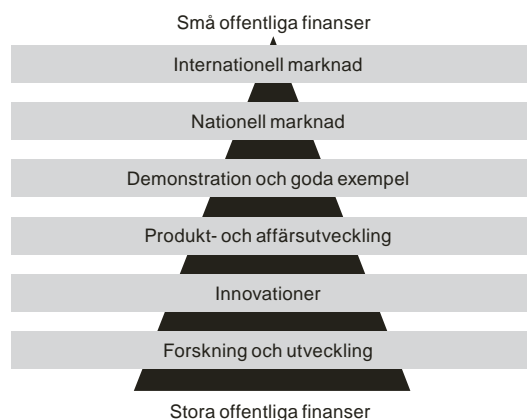 Små offentliga finanser
Internationell marknad
Nationell marknad
Demonstration och goda exempel
Produkt- och affärsutveckling
Innovationer
Forskning och utveckling
Stora offentliga finanser